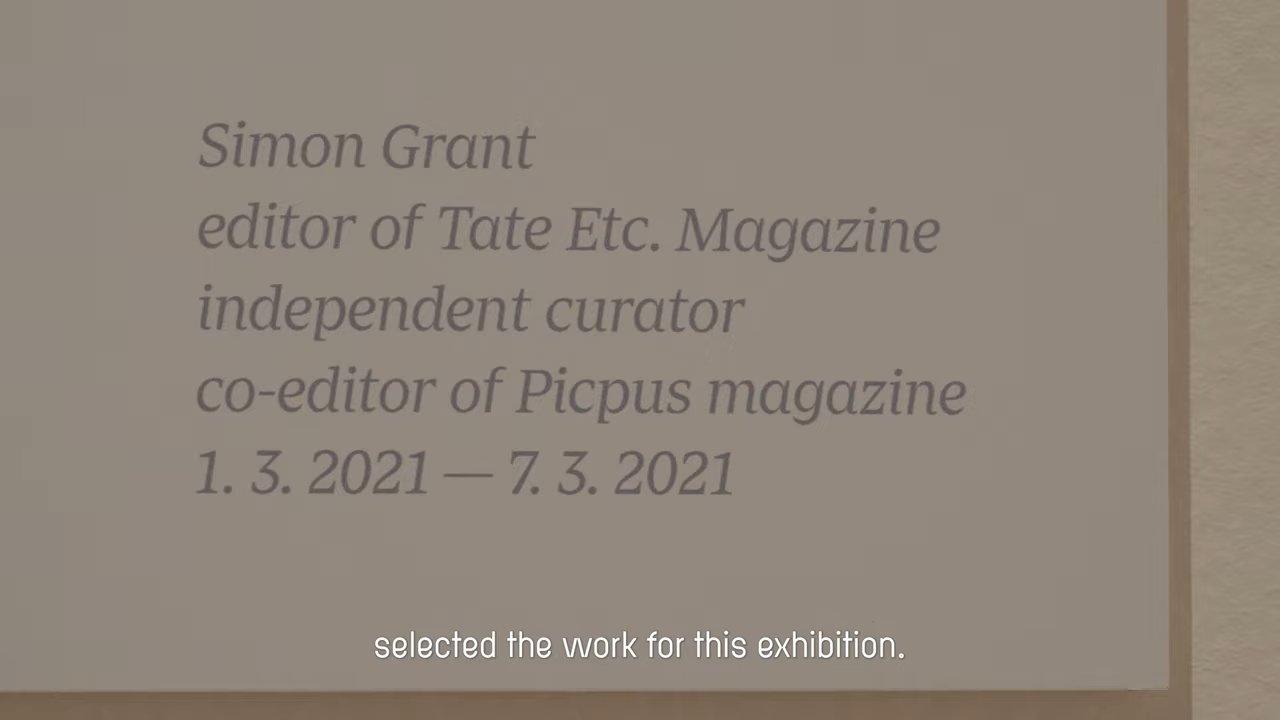 Simon Grant
editor of Tate Etc. Magazine
independent curator
co-editor of Picpus magazine
1. 3. 2021 — 7. 3. 2021
selected the work for this exhibition.